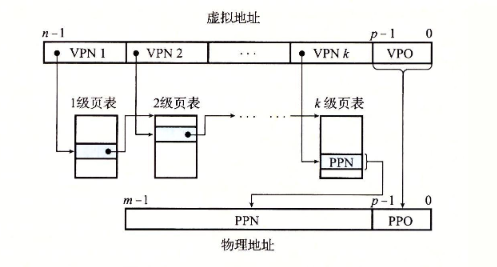 虚拟地址
n-1 p-1 0
VPN 1 VPN 2 ... VPN k VPO
1级页表 2级页表 ... ... k级页表
PPN
m-1 p-1 0
PPN PPO
物理地址